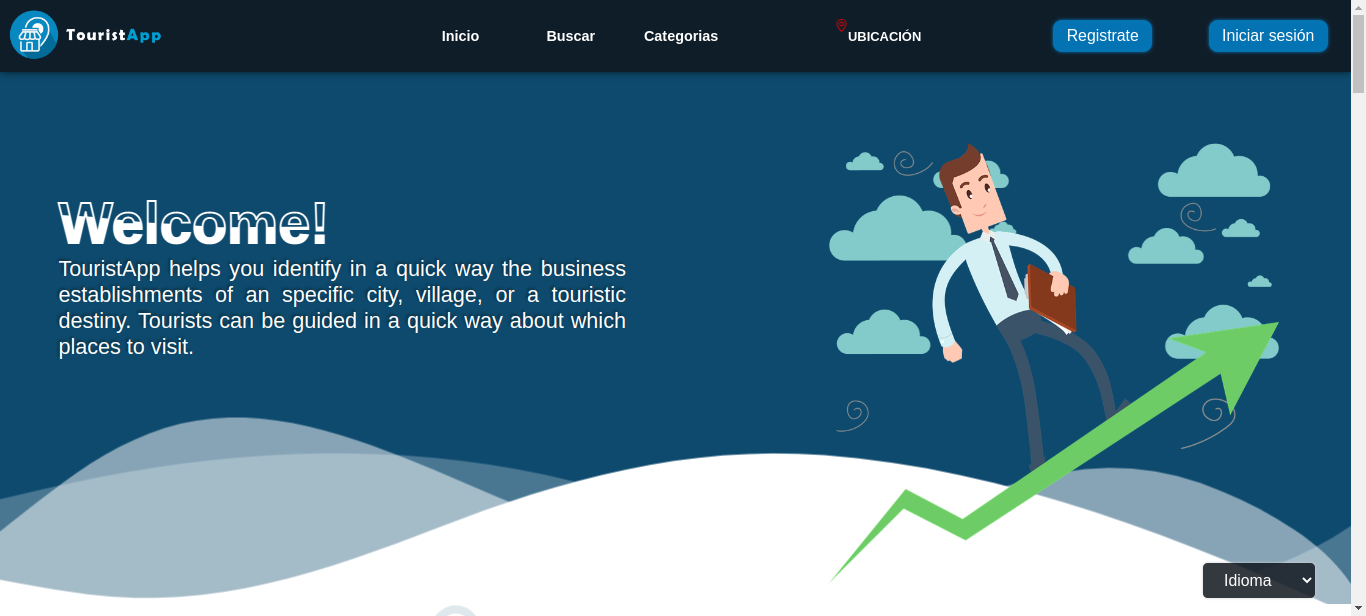 TouristApp
Inicio
Buscar
Categorias
UBICACIÓN
Registrate
Iniciar sesión
Welcome!
TouristApp helps you identify in a quick way the business
establishments of an specific city, village, or a touristic
destiny. Tourists can be guided in a quick way about which
places to visit.
Idioma